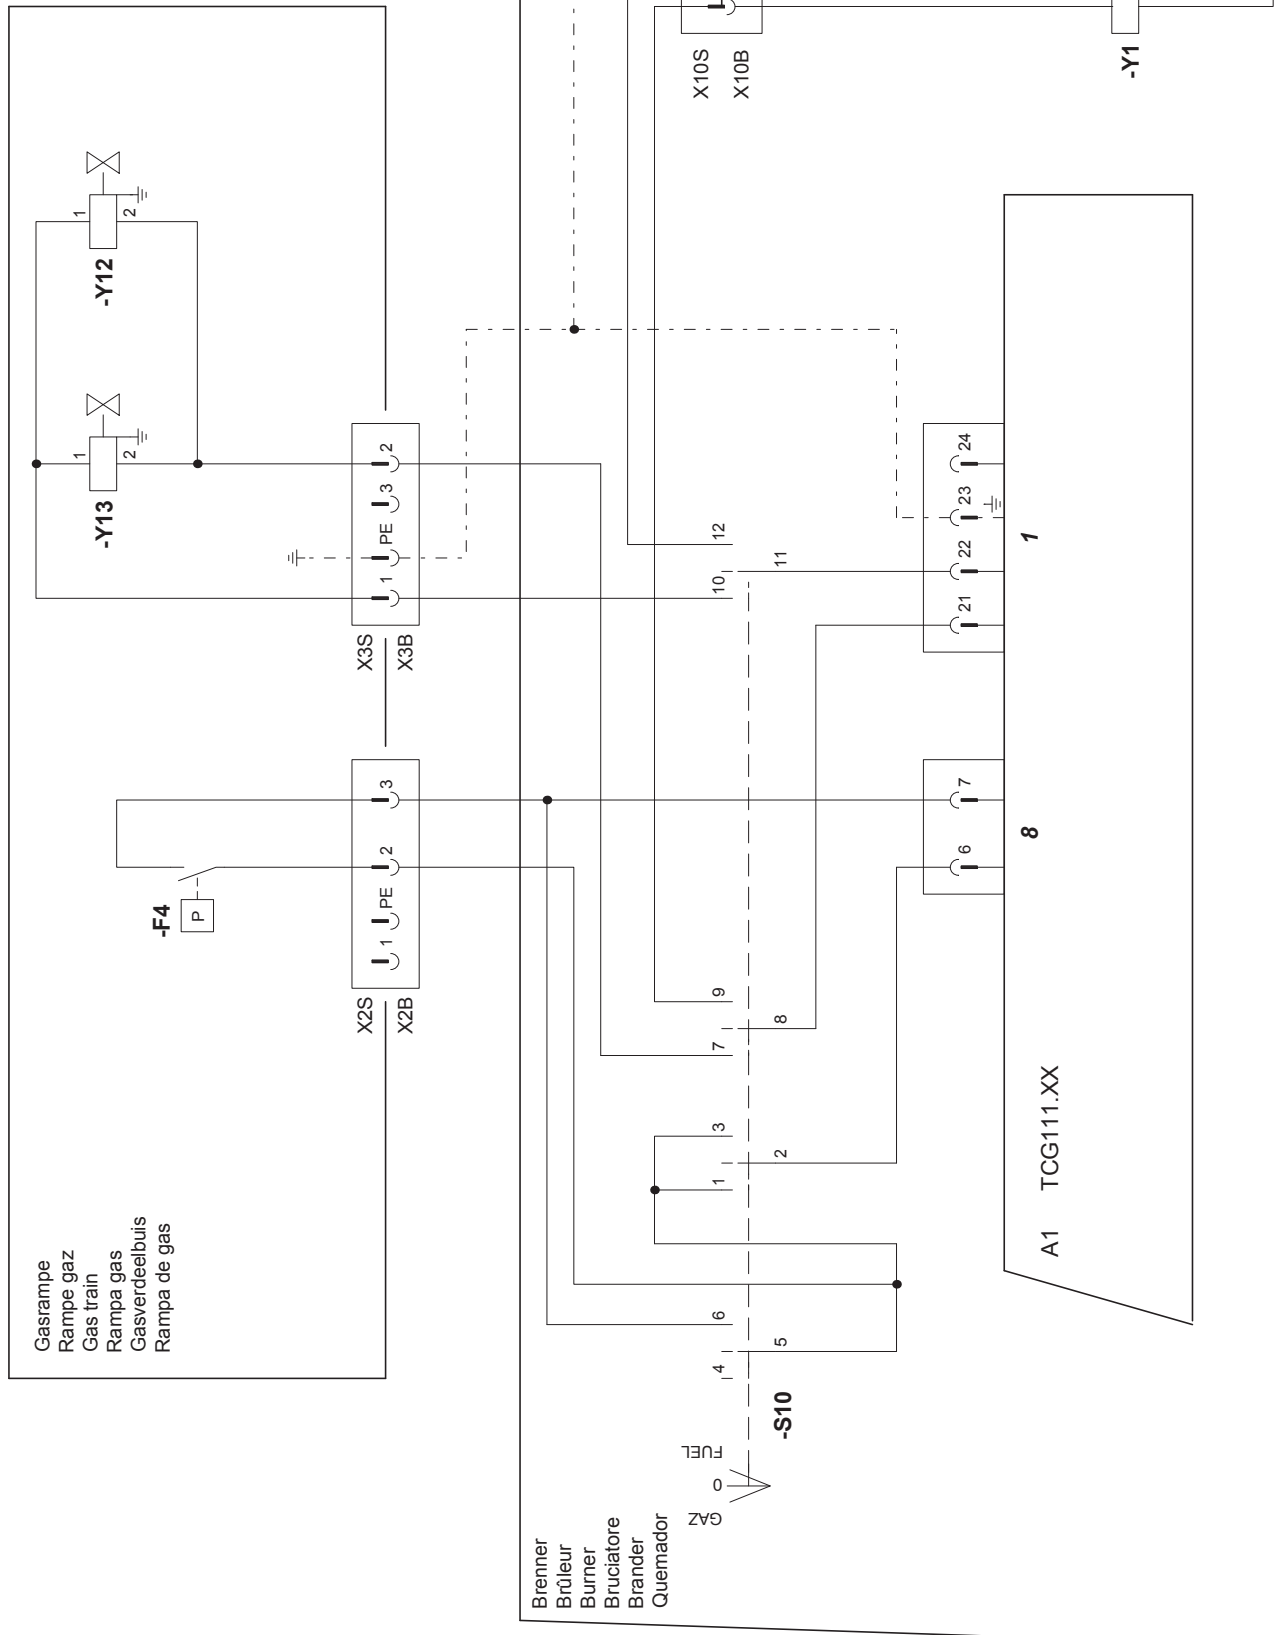 Gasrampe
Rampe gaz
Gas train
Rampa gas
Gasverdeelbuis
Rampa de gas
-F4
P
-Y13
1
2
-Y12
1
2
X2S
X2B
1
PE
2
3
X3S
X3B
1
PE
3
2
Brenner
Brûleur
Burner
Bruciatore
Brander
Quemador
X10S
X10B
-Y1
GAZ
0
FUEL
-S10
4
6
5
1
3
2
7
9
8
10
12
11
6
7
8
21
22
23
24
1
A1
TCG111.XX